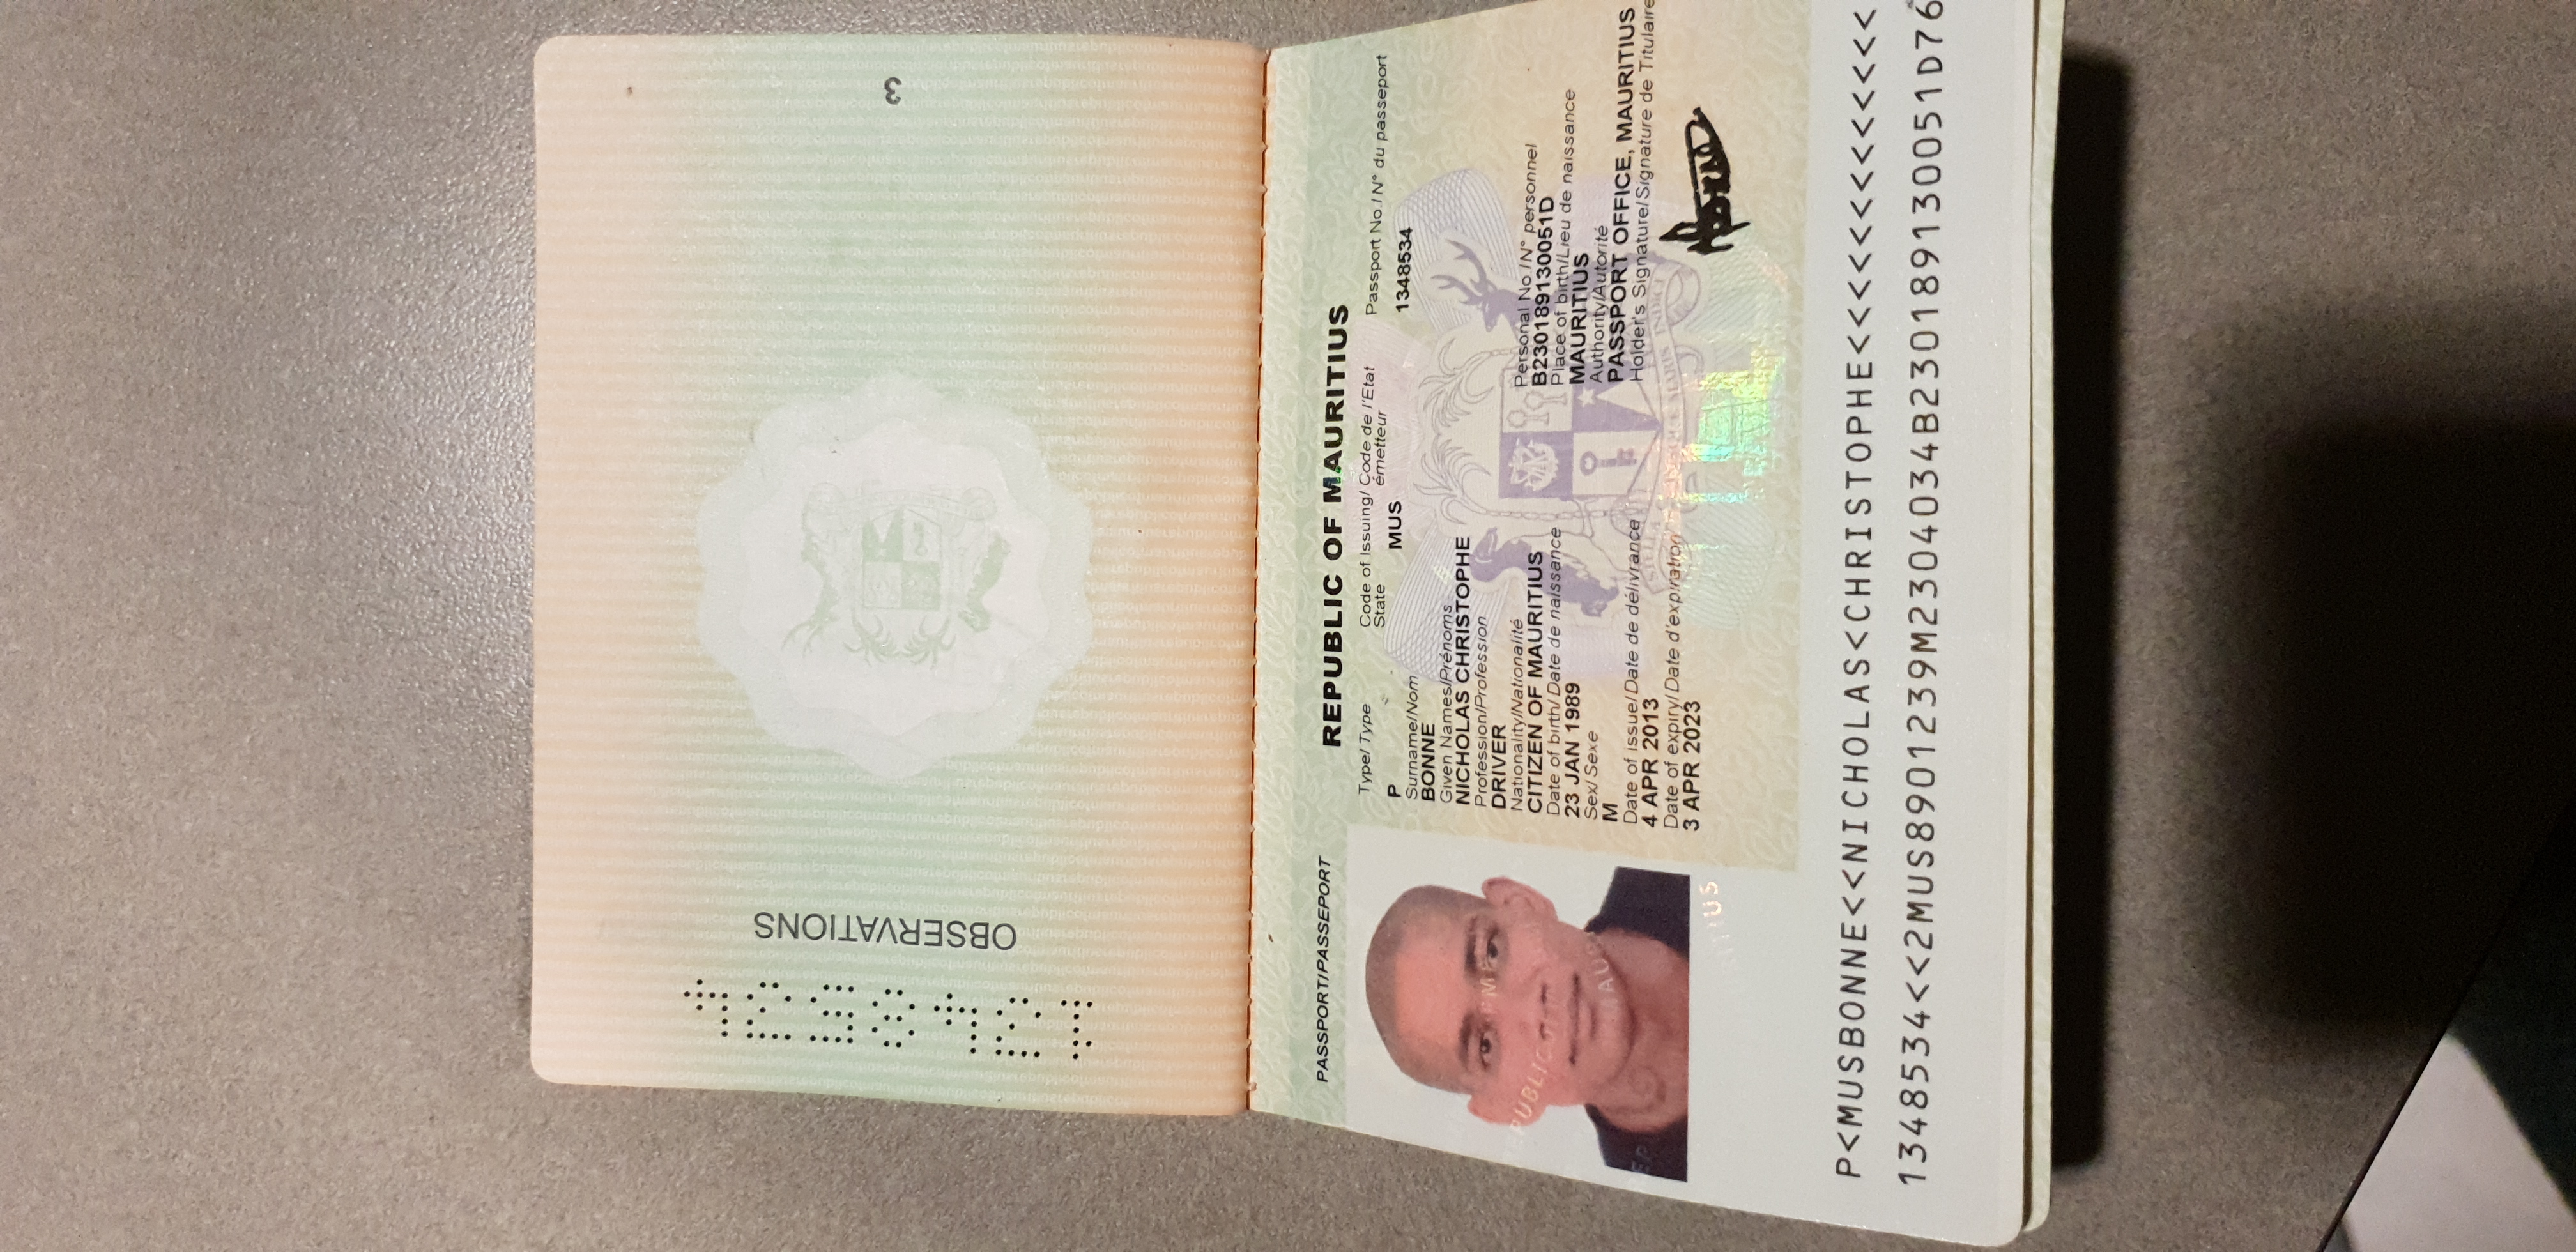 1348534
OBSERVATIONS
3
PASSPORT/PASSEPORT
REPUBLIC OF MAURITIUS
Type/ Type
Code of Issuing/ Code de l'Etat
State émetteur
Passport No./ N° du passeport
P
MUS
1348534
Surname/Nom
BONNE
Given Names/Prénoms
NICHOLAS CHRISTOPHE
Profession/Profession
DRIVER
Nationality/Nationalité
CITIZEN OF MAURITIUS
Personal No./N° personnel
B230189130051D
Date of birth/ Date de naissance
23 JAN 1989
Place of birth/Lieu de naissance
MAURITIUS
Sex/ Sexe
M
Authority/Autorité
PASSPORT OFFICE, MAURITIUS
Date of issue/ Date de délivrance
4 APR 2013
Holder's Signature/Signature de Titulaire
Date of expiry/ Date d'expiration
3 APR 2023
P<MUSBONNE<<NICHOLAS<CHRISTOPHE<<<<<<<<<<<<<
1348534<<2MUS8901239M2304034B230189130051D76